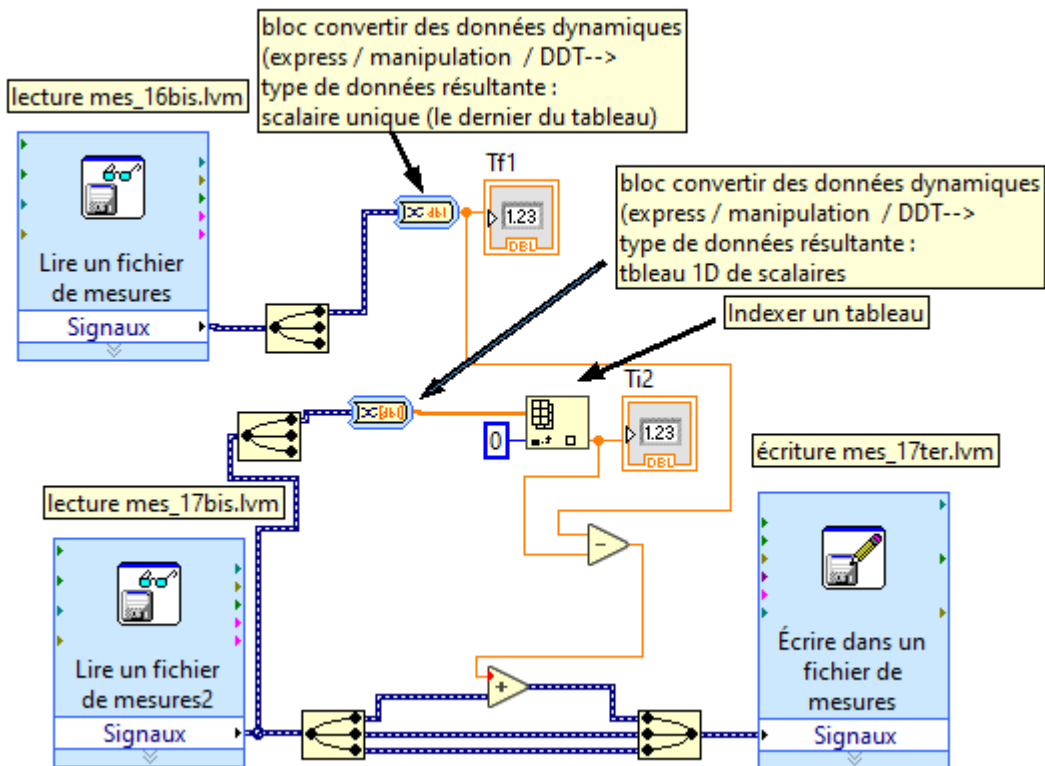 bloc convertir des données dynamiques
(express / manipulation / DDT-->
type de données résultante :
scalaire unique (le dernier du tableau)
lecture mes_16bis.lvm
Tf1
dbl
1.23
DBL
bloc convertir des données dynamiques
(express / manipulation / DDT-->
type de données résultante :
tbleau 1D de scalaires
Lire un fichier
de mesures
Signaux
Indexer un tableau
Ti2
[dbl]
0
1.23
DBL
écriture mes_17ter.lvm
lecture mes_17bis.lvm
-
Lire un fichier
de mesures2
Signaux
+
Écrire dans un
fichier de
mesures
Signaux